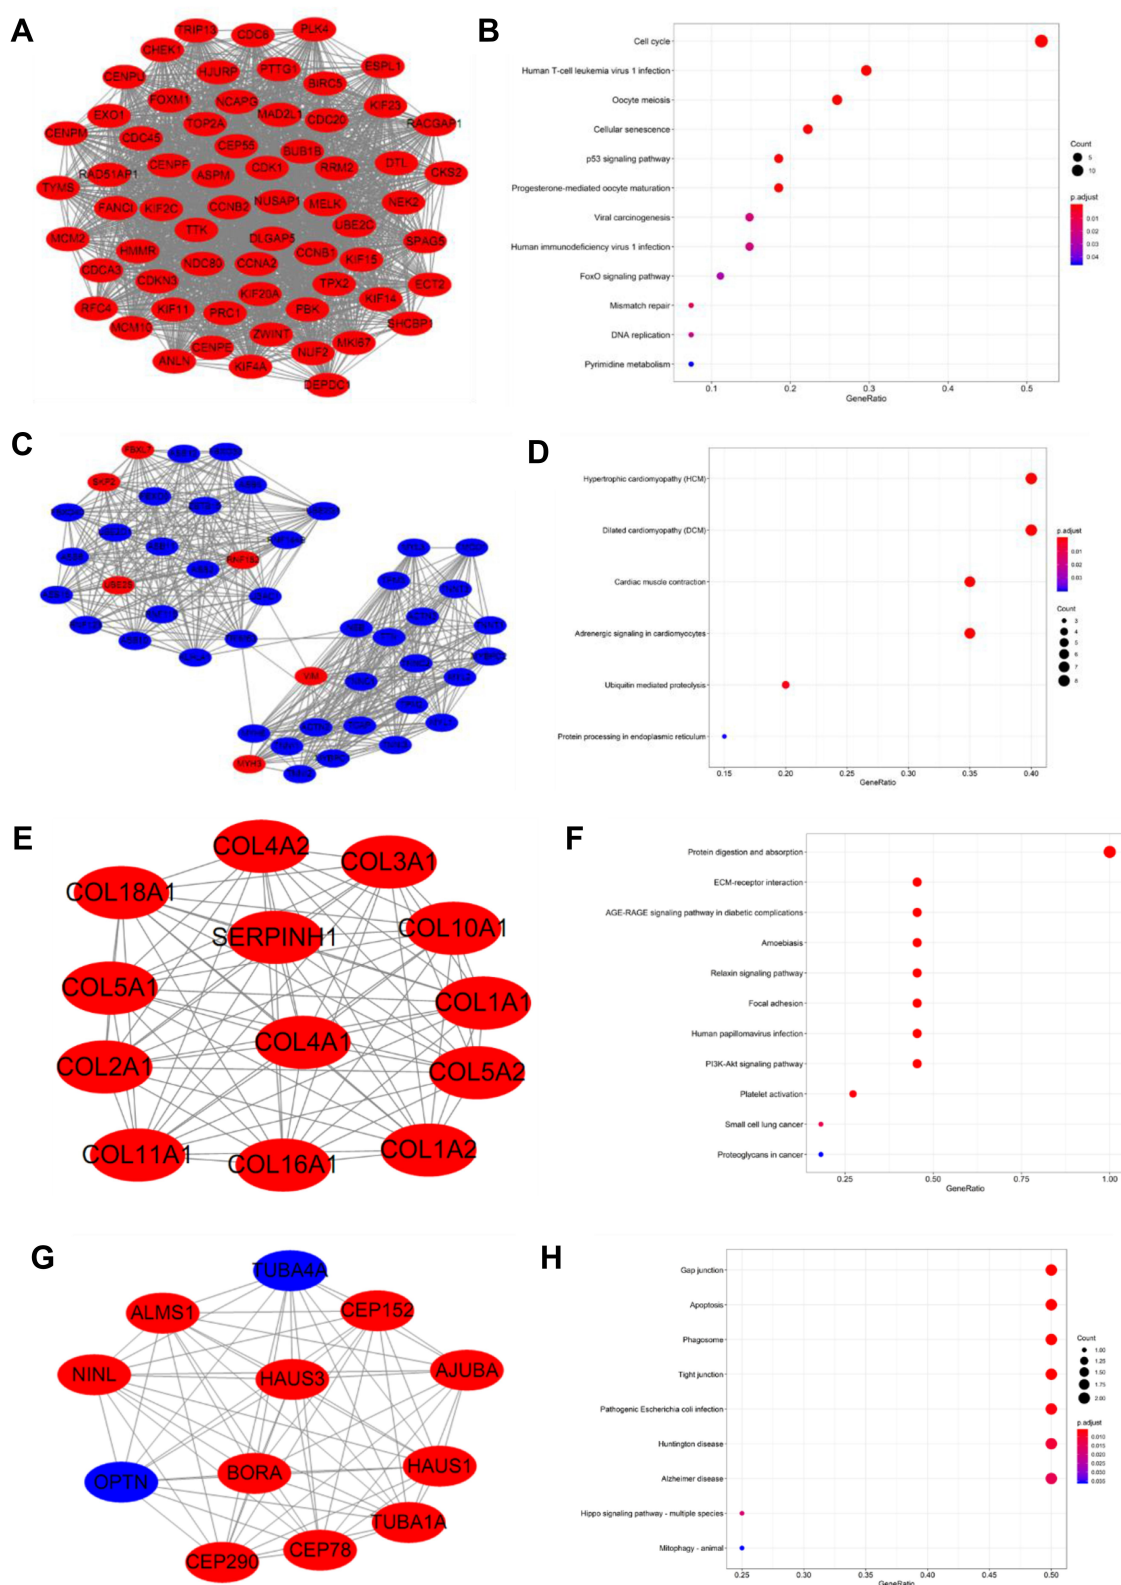 A
TRIP13
CDC6
PLK4
CHEK1
CENPU
HJURP
PTTG1
ESPL1
BIRC5
FOXM1
NCAPG
KIF23
EXO1
TOP2A
MAD2L1
CDC20
RACGAP1
CENPM
CDC45
CEP55
BUB1B
DTL
RAD51AP1
CENPF
ASPM
CDK1
RRM2
CKS2
TYMS
FANCI
KIF2C
CCNB2
NUSAP1
MELK
NEK2
TTK
UBE2C
MCM2
DLGAP5
SPAG5
HMMR
NDC80
CCNA2
CCNB1
KIF15
CDCA3
CDKN3
TPX2
ECT2
KIF20A
KIF14
RFC4
KIF11
PRC1
PBK
SHCBP1
MCM10
ZWINT
MKI67
CENPE
NUF2
ANLN
KIF4A
DEPDC1
B
Cell cycle
Human T-cell leukemia virus 1 infection
Oocyte meiosis
Cellular senescence
p53 signaling pathway
Progesterone-mediated oocyte maturation
Viral carcinogenesis
Human immunodeficiency virus 1 infection
FoxO signaling pathway
Mismatch repair
DNA replication
Pyrimidine metabolism
0.1 0.2 0.3 0.4 0.5
GeneRatio
Count
5
10
p.adjust
0.01
0.02
0.03
0.04
C
FBXL7
SKP2
RNF182
UBE2S
VIM
MYH3
D
Hypertrophic cardiomyopathy (HCM)
Dilated cardiomyopathy (DCM)
Cardiac muscle contraction
Adrenergic signaling in cardiomyocytes
Ubiquitin mediated proteolysis
Protein processing in endoplasmic reticulum
0.15 0.20 0.25 0.30 0.35 0.40
GeneRatio
p.adjust
0.01
0.02
0.03
Count
3
4
5
6
7
8
E
COL4A2
COL3A1
COL18A1
COL10A1
SERPINH1
COL5A1
COL1A1
COL4A1
COL2A1
COL5A2
COL11A1
COL16A1
COL1A2
F
Protein digestion and absorption
ECM-receptor interaction
AGE-RAGE signaling pathway in diabetic complications
Amoebiasis
Relaxin signaling pathway
Focal adhesion
Human papillomavirus infection
PI3K-Akt signaling pathway
Platelet activation
Small cell lung cancer
Proteoglycans in cancer
0.25 0.50 0.75 1.00
GeneRatio
G
TUBA4A
ALMS1
CEP152
NINL
HAUS3
AJUBA
OPTN
BORA
HAUS1
TUBA1A
CEP290
CEP78
H
Gap junction
Apoptosis
Phagosome
Tight junction
Pathogenic Escherichia coli infection
Huntington disease
Alzheimer disease
Hippo signaling pathway - multiple species
Mitophagy - animal
0.25 0.30 0.35 0.40 0.45 0.50
GeneRatio
Count
1.00
1.25
1.50
1.75
2.00
p.adjust
0.010
0.015
0.020
0.025
0.030
0.035